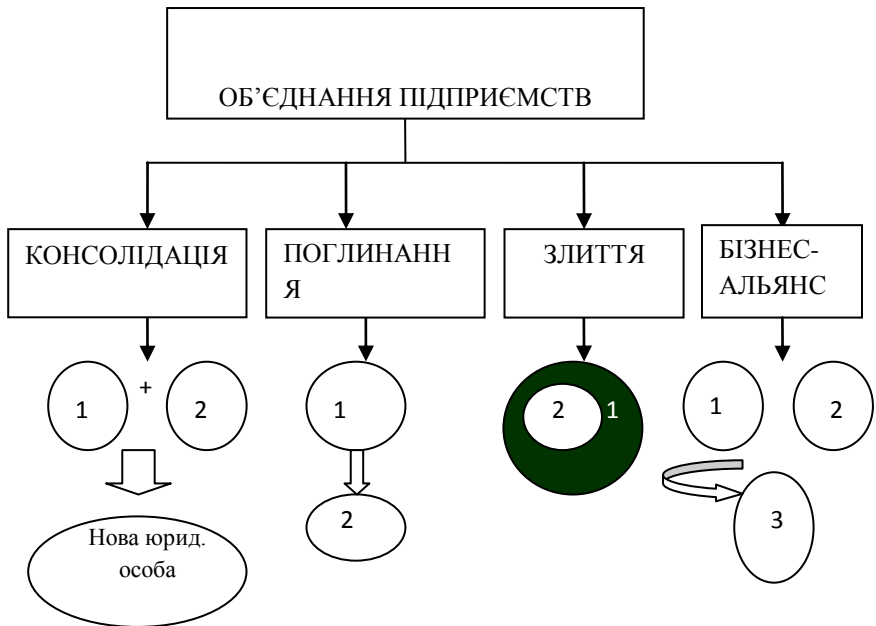 ОБ’ЄДНАННЯ ПІДПРИЄМСТВ
КОНСОЛІДАЦІЯ
ПОГЛИНАНН
Я
ЗЛИТТЯ
БІЗНЕС-
АЛЬЯНС
1 + 2
1
2 1
1 2
2
3
Нова юрид.
особа